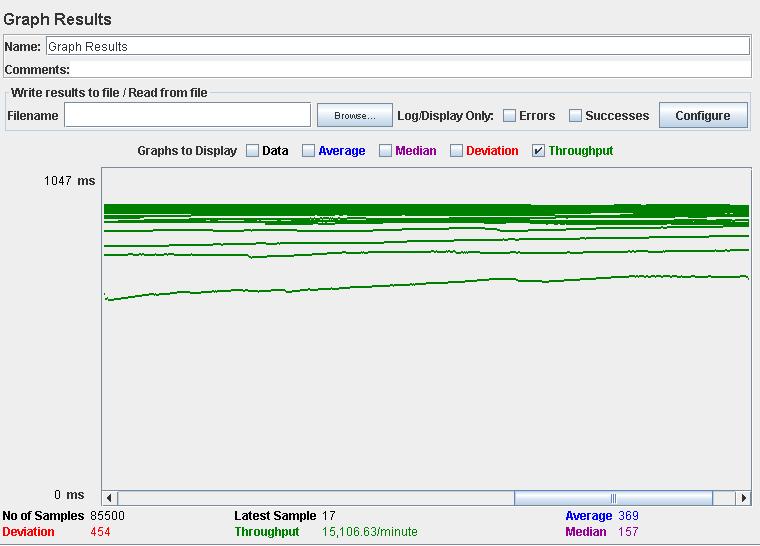 Graph Results
Name: Graph Results
Comments:
Write results to file / Read from file
Filename Browse... Log/Display Only: Errors Successes Configure
Graphs to Display Data Average Median Deviation Throughput
1047 ms
0 ms
No of Samples 85500 Latest Sample 17 Average 369
Deviation 454 Throughput 15,106.63/minute Median 157